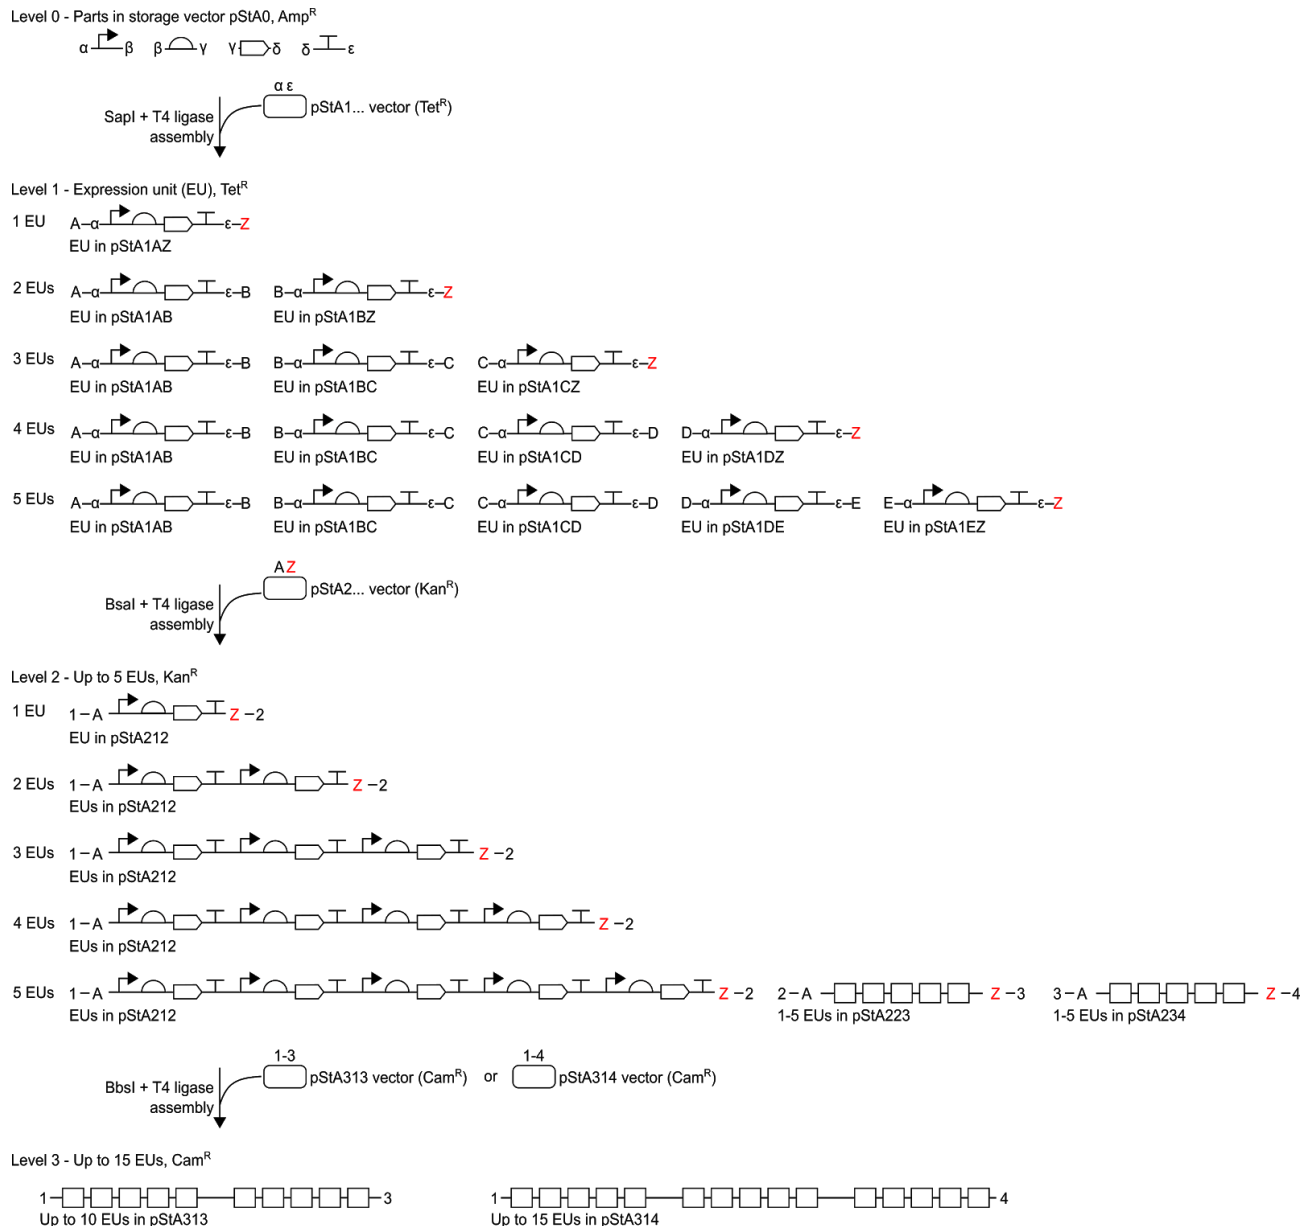 Level 0 - Parts in storage vector pStA0, Amp^R
α β β γ γ δ δ ε
α ε
pStA1... vector (Tet^R)
SapI + T4 ligase
assembly
Level 1 - Expression unit (EU), Tet^R
1 EU A–α ε–Z
EU in pStA1AZ
2 EUs A–α ε–B B–α ε–Z
EU in pStA1AB EU in pStA1BZ
3 EUs A–α ε–B B–α ε–C C–α ε–Z
EU in pStA1AB EU in pStA1BC EU in pStA1CZ
4 EUs A–α ε–B B–α ε–C C–α ε–D D–α ε–Z
EU in pStA1AB EU in pStA1BC EU in pStA1CD EU in pStA1DZ
5 EUs A–α ε–B B–α ε–C C–α ε–D D–α ε–E E–α ε–Z
EU in pStA1AB EU in pStA1BC EU in pStA1CD EU in pStA1DE EU in pStA1EZ
A Z
pStA2... vector (Kan^R)
BsaI + T4 ligase
assembly
Level 2 - Up to 5 EUs, Kan^R
1 EU 1–A Z–2
EU in pStA212
2 EUs 1–A Z–2
EUs in pStA212
3 EUs 1–A Z–2
EUs in pStA212
4 EUs 1–A Z–2
EUs in pStA212
5 EUs 1–A Z–2 2–A Z–3 3–A Z–4
EUs in pStA212 1-5 EUs in pStA223 1-5 EUs in pStA234
1-3 1-4
pStA313 vector (Cam^R) or pStA314 vector (Cam^R)
BbsI + T4 ligase
assembly
Level 3 - Up to 15 EUs, Cam^R
1 3 1 4
Up to 10 EUs in pStA313 Up to 15 EUs in pStA314